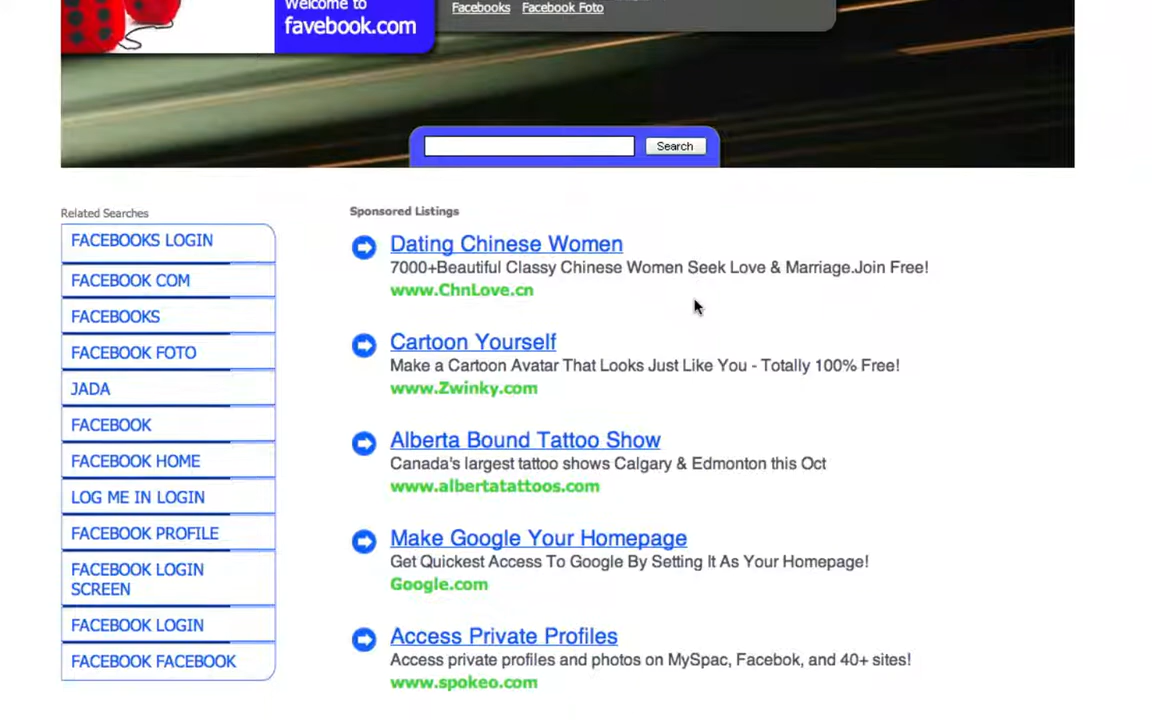 Welcome to
favebook.com
Facebooks Facebook Foto
Search
Related Searches
FACEBOOKS LOGIN
FACEBOOK COM
FACEBOOKS
FACEBOOK FOTO
JADA
FACEBOOK
FACEBOOK HOME
LOG ME IN LOGIN
FACEBOOK PROFILE
FACEBOOK LOGIN
SCREEN
FACEBOOK LOGIN
FACEBOOK FACEBOOK
Sponsored Listings
Dating Chinese Women
7000+Beautiful Classy Chinese Women Seek Love & Marriage.Join Free!
www.ChnLove.cn
Cartoon Yourself
Make a Cartoon Avatar That Looks Just Like You - Totally 100% Free!
www.Zwinky.com
Alberta Bound Tattoo Show
Canada's largest tattoo shows Calgary & Edmonton this Oct
www.albertatattoos.com
Make Google Your Homepage
Get Quickest Access To Google By Setting It As Your Homepage!
Google.com
Access Private Profiles
Access private profiles and photos on MySpac, Facebok, and 40+ sites!
www.spokeo.com